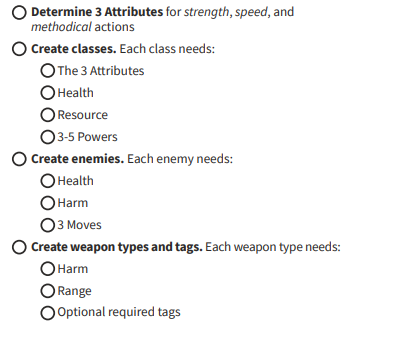 Determine 3 Attributes for strength, speed, and
methodical actions
Create classes. Each class needs:
The 3 Attributes
Health
Resource
3-5 Powers
Create enemies. Each enemy needs:
Health
Harm
3 Moves
Create weapon types and tags. Each weapon type needs:
Harm
Range
Optional required tags